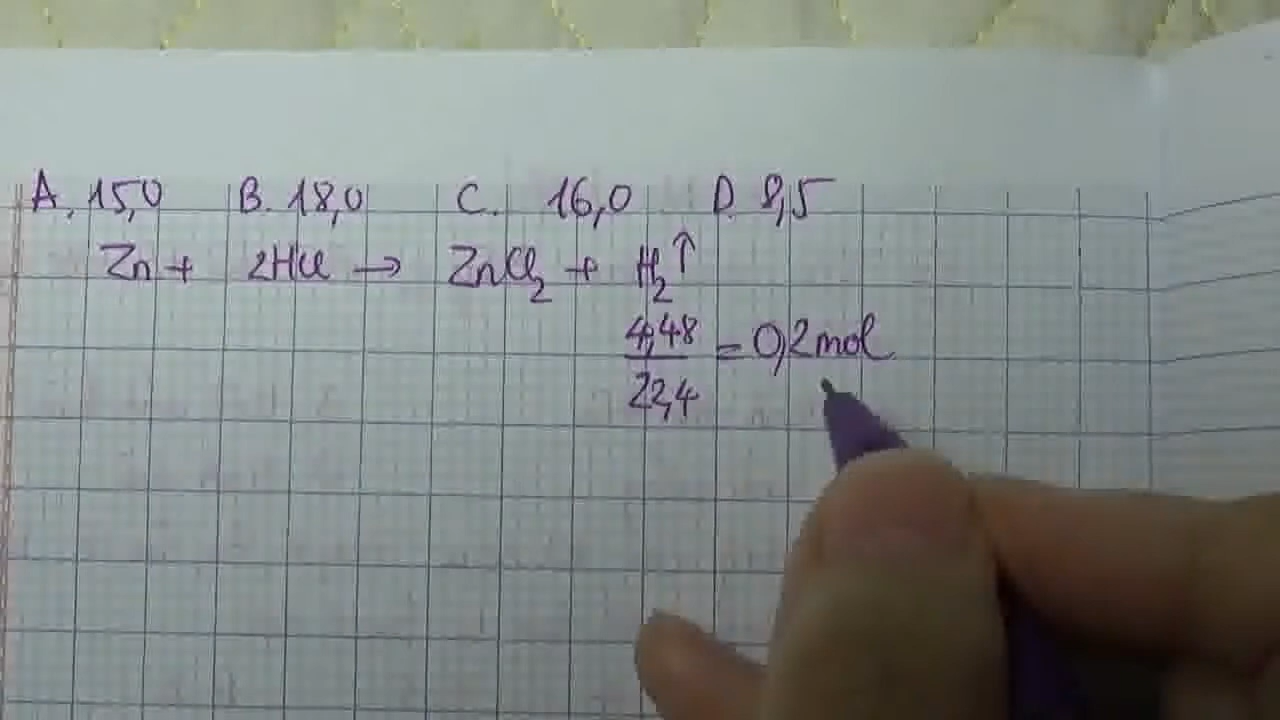 A. 15,0 B. 18,0 C. 16,0 D. 8,5
Zn + 2HCl → ZnCl₂ + H₂↑
4,48
— = 0,2mol
22,4